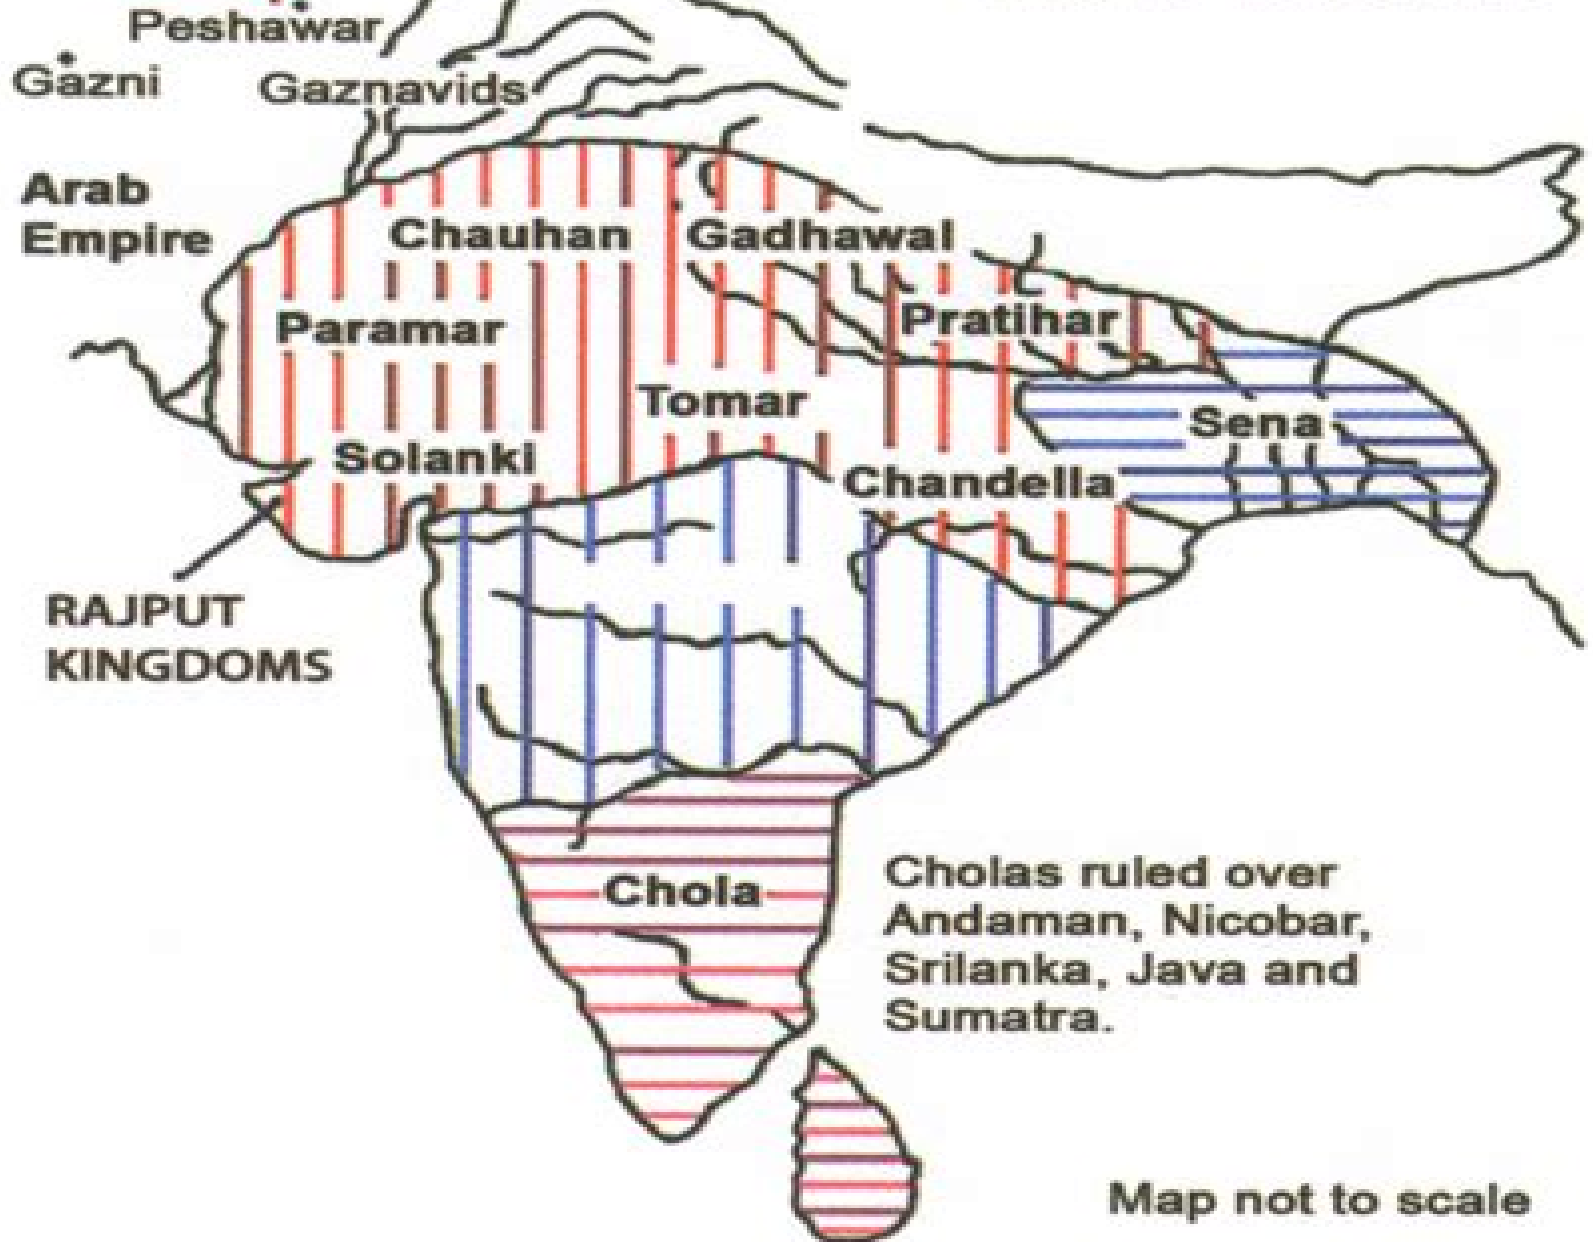 Peshawar
Gazni
Gaznavids
Arab
Empire
Chauhan
Gadhawal
Paramar
Pratihar
Tomar
Sena
Solanki
Chandella
RAJPUT
KINGDOMS
Chola
Cholas ruled over
Andaman, Nicobar,
Srilanka, Java and
Sumatra.
Map not to scale